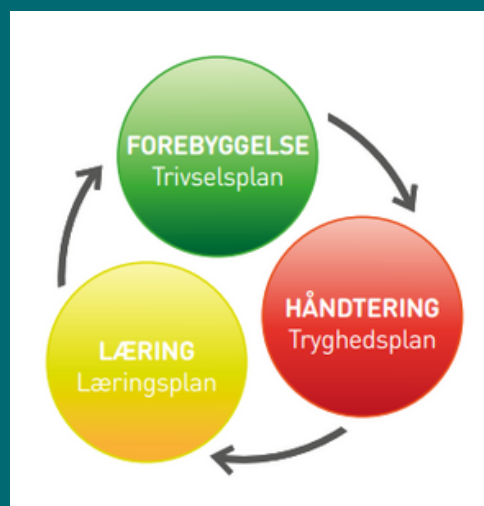 FOREBYGGELSE
Trivselsplan
HÅNDTERING
Tryghedsplan
LÆRING
Læringsplan